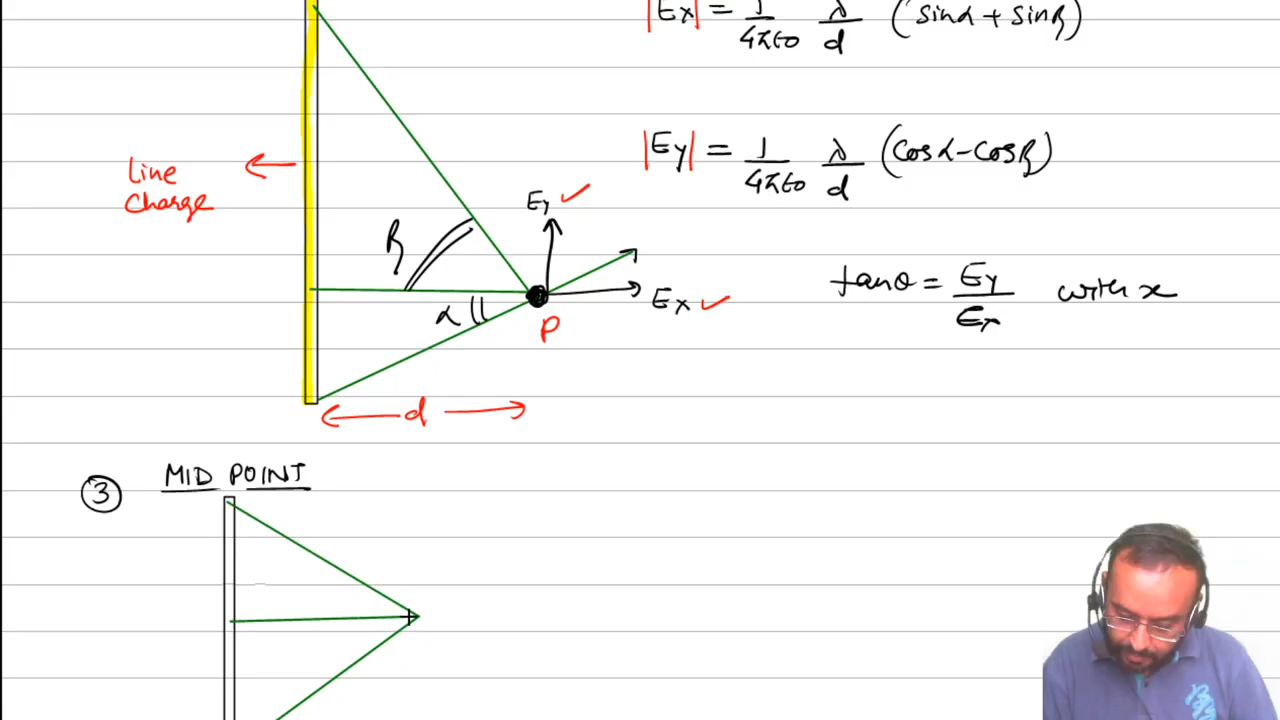 |Ex| = 1/4πε0 λ/d (sinα + sinβ)
|Ey| = 1/4πε0 λ/d (cosα - cosβ)
Line
Charge
Ey ✓
β
α
Ex ✓
P
tanθ = Ey/Ex with x
d
③ MID POINT